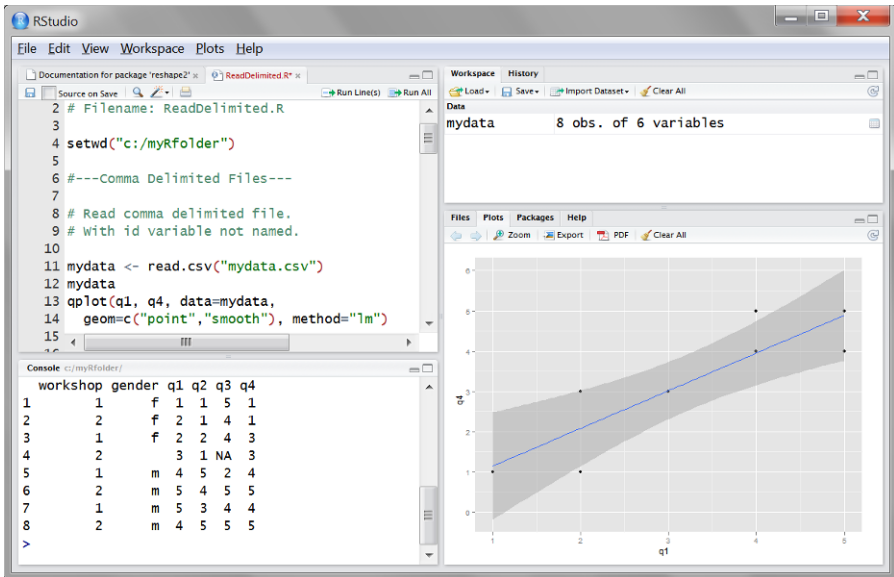 RStudio
File Edit View Workspace Plots Help
Documentation for package 'reshape2' × ReadDelimited.R* ×
Source on Save Run Line(s) Run All
2 # Filename: ReadDelimited.R
3
4 setwd("c:/myRfolder")
5
6 #---Comma Delimited Files---
7
8 # Read comma delimited file.
9 # With id variable not named.
10
11 mydata <- read.csv("mydata.csv")
12 mydata
13 qplot(q1, q4, data=mydata,
14 geom=c("point","smooth"), method="lm")
15
Console c:/myRfolder/
workshop gender q1 q2 q3 q4
1 1 f 1 1 5 1
2 2 f 2 1 4 1
3 1 f 2 2 4 3
4 2 3 1 NA 3
5 1 m 4 5 2 4
6 2 m 5 4 5 5
7 1 m 5 3 4 4
8 2 m 4 5 5 5
>
Workspace History
Load Save Import Dataset Clear All
Data
mydata 8 obs. of 6 variables
Files Plots Packages Help
Zoom Export PDF Clear All
6
5
4
3
2
1
0
q4
1 2 3 4 5
q1